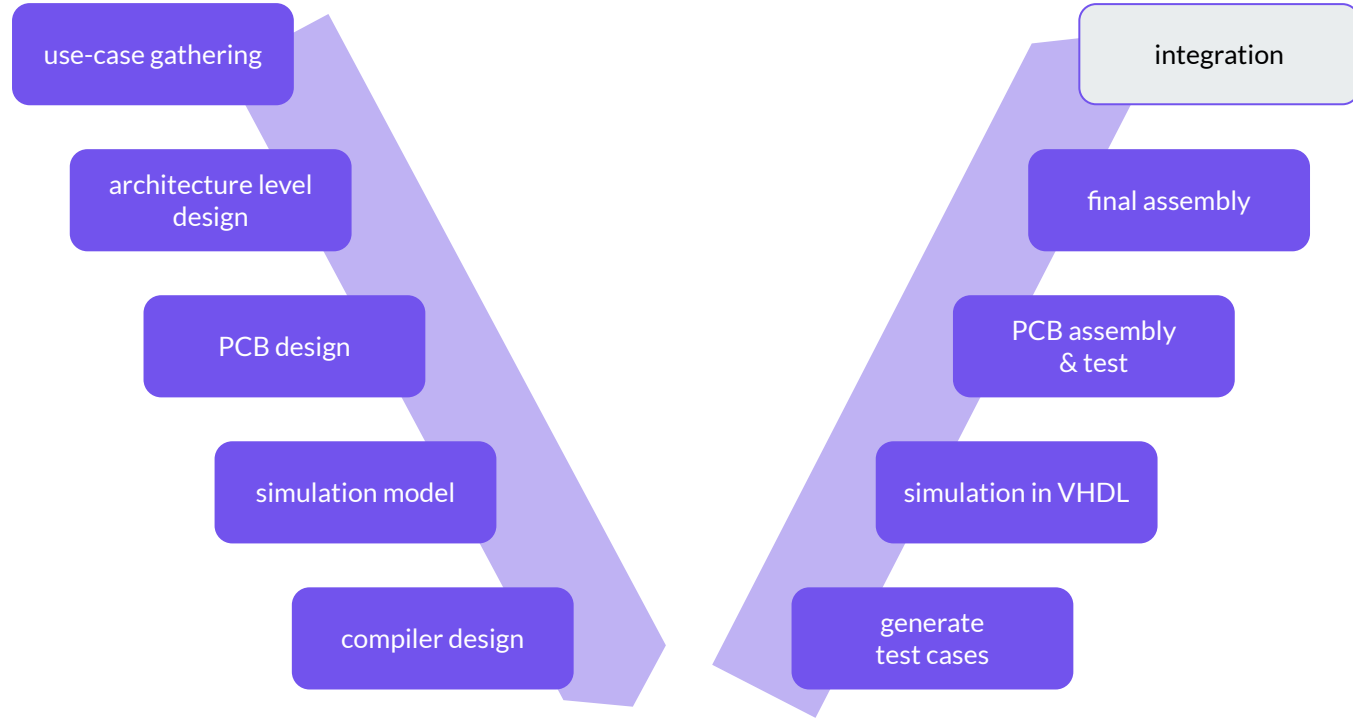 use-case gathering
architecture level
design
PCB design
simulation model
compiler design
integration
final assembly
PCB assembly
& test
simulation in VHDL
generate
test cases